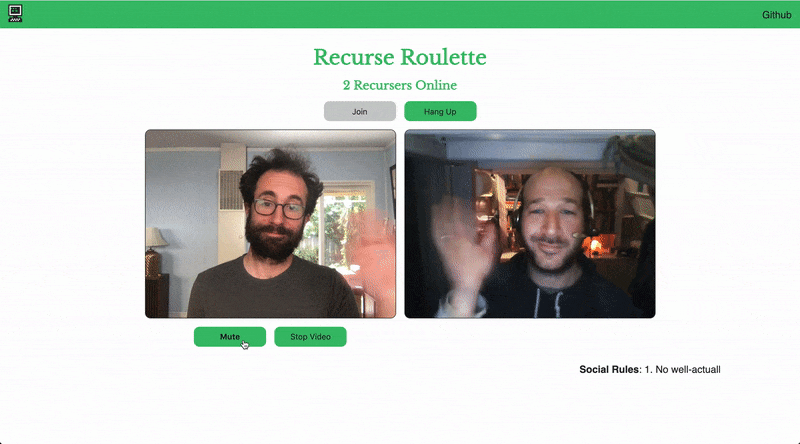 Github
Recurse Roulette
2 Recursers Online
Join
Hang Up
Mute
Stop Video
Social Rules: 1. No well-actuall